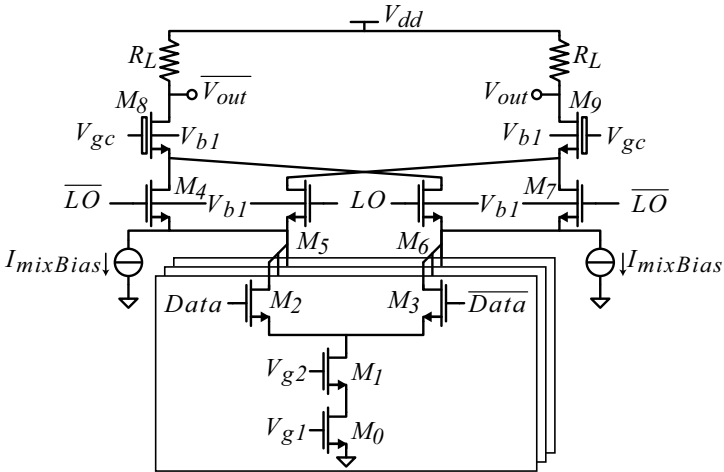 V_dd
R_L R_L
\overline{V_out} V_out
M_8 M_9
V_gc V_b1 V_b1 V_gc
\overline{LO} M_4 V_b1 LO V_b1 M_7 \overline{LO}
M_5 M_6
I_mixBias I_mixBias
Data M_2 M_3 \overline{Data}
V_g2 M_1
V_g1 M_0